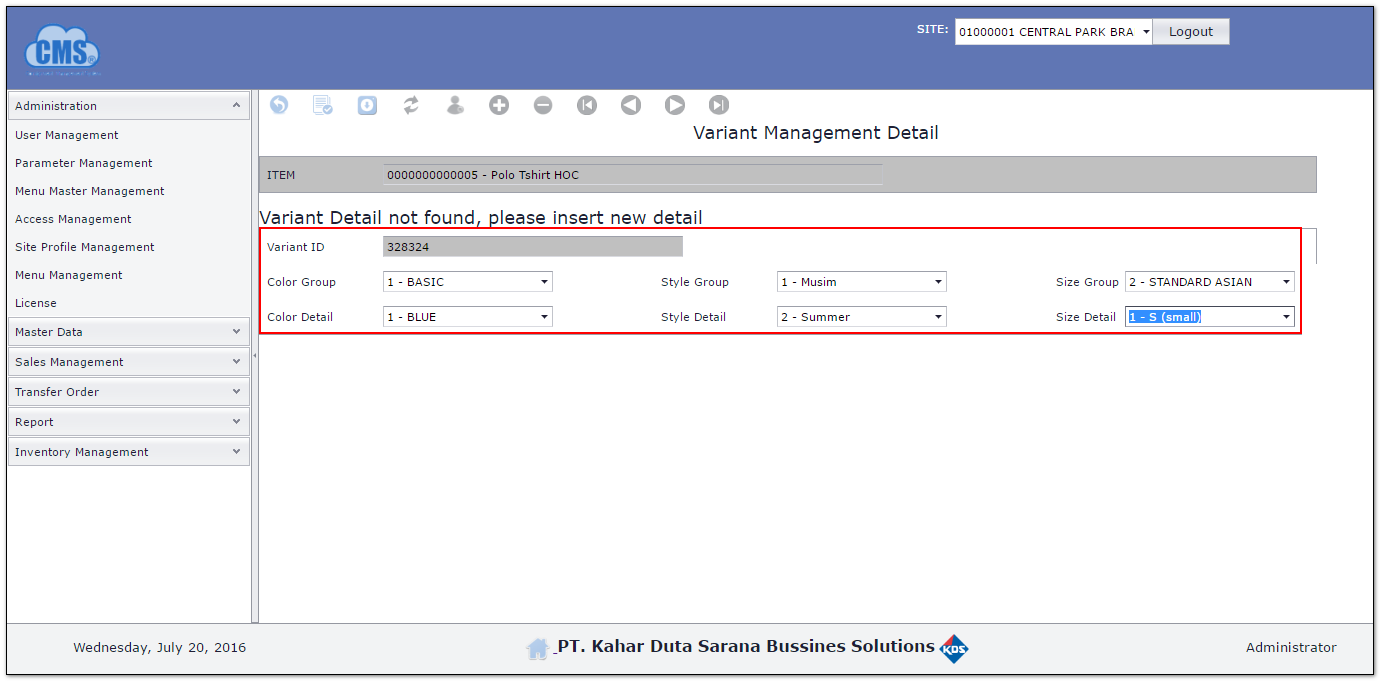 CMS
SITE: 01000001 CENTRAL PARK BRA Logout
Administration
User Management
Parameter Management
Menu Master Management
Access Management
Site Profile Management
Menu Management
License
Master Data
Sales Management
Transfer Order
Report
Inventory Management
Variant Management Detail
ITEM 0000000000005 - Polo Tshirt HOC
Variant Detail not found, please insert new detail
Variant ID 328324
Color Group 1 - BASIC Style Group 1 - Musim Size Group 2 - STANDARD ASIAN
Color Detail 1 - BLUE Style Detail 2 - Summer Size Detail 1 - S (small)
Wednesday, July 20, 2016 PT. Kahar Duta Sarana Bussines Solutions KDS Administrator